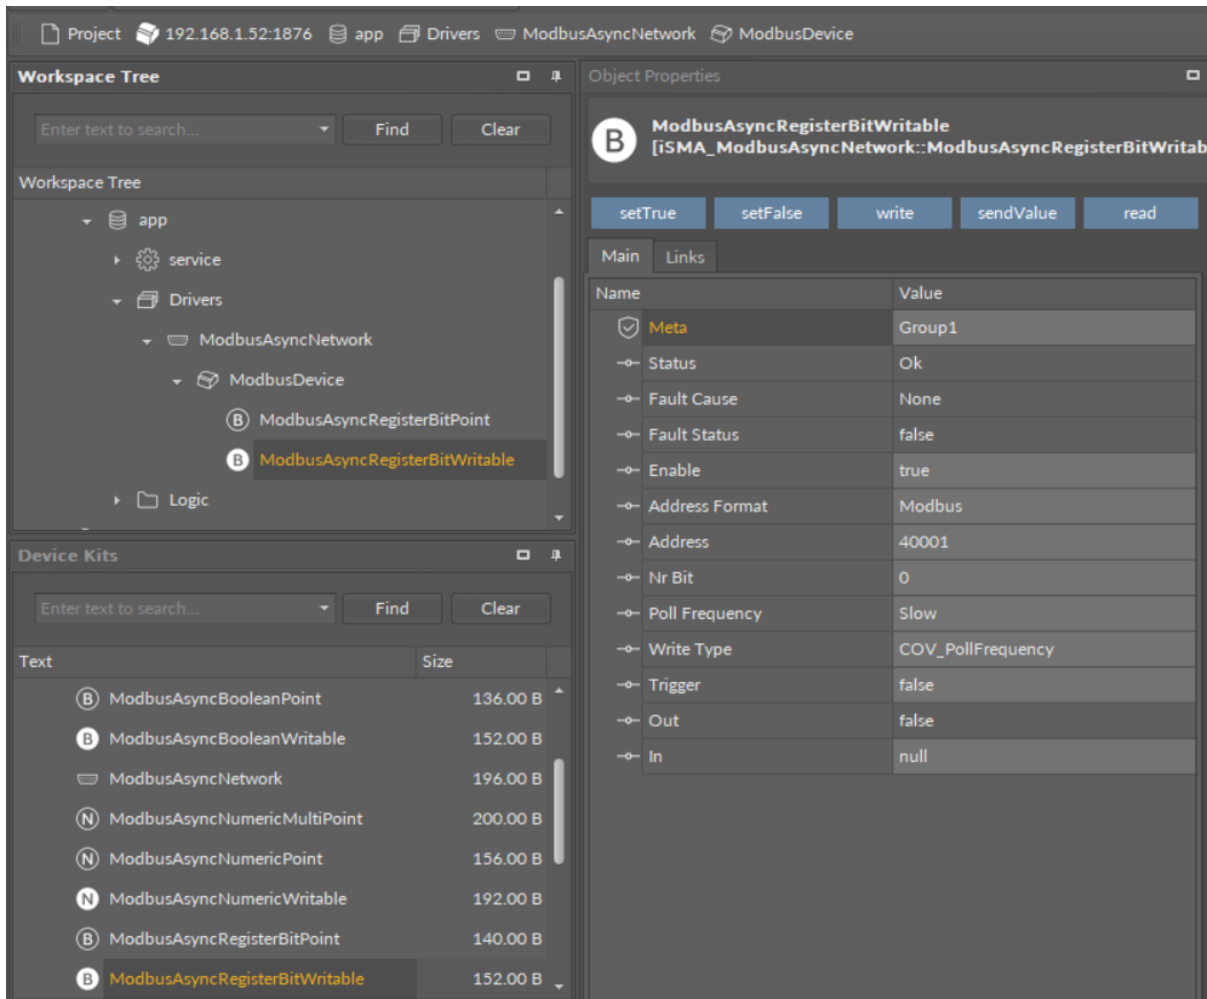 Project 192.168.1.52:1876 app Drivers ModbusAsyncNetwork ModbusDevice
Workspace Tree
Enter text to search... Find Clear
Workspace Tree
app
service
Drivers
ModbusAsyncNetwork
ModbusDevice
B ModbusAsyncRegisterBitPoint
B ModbusAsyncRegisterBitWritable
Logic
Device Kits
Enter text to search... Find Clear
Text Size
B ModbusAsyncBooleanPoint 136.00 B
B ModbusAsyncBooleanWritable 152.00 B
ModbusAsyncNetwork 196.00 B
N ModbusAsyncNumericMultiPoint 200.00 B
N ModbusAsyncNumericPoint 156.00 B
N ModbusAsyncNumericWritable 192.00 B
B ModbusAsyncRegisterBitPoint 140.00 B
B ModbusAsyncRegisterBitWritable 152.00 B
Object Properties
B ModbusAsyncRegisterBitWritable
[iSMA_ModbusAsyncNetwork::ModbusAsyncRegisterBitWritab
setTrue setFalse write sendValue read
Main Links
Name Value
Meta Group1
Status Ok
Fault Cause None
Fault Status false
Enable true
Address Format Modbus
Address 40001
Nr Bit 0
Poll Frequency Slow
Write Type COV_PollFrequency
Trigger false
Out false
In null